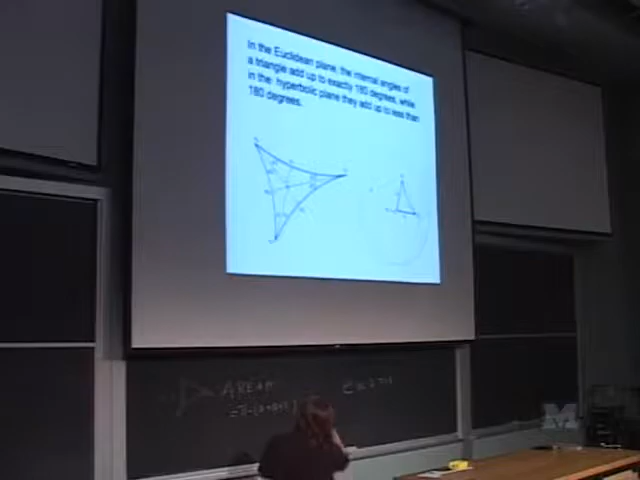 In the Euclidean plane, the internal angles of
a triangle add up to exactly 180 degrees, while
in the hyperbolic plane they add up to less than
180 degrees.
AREA